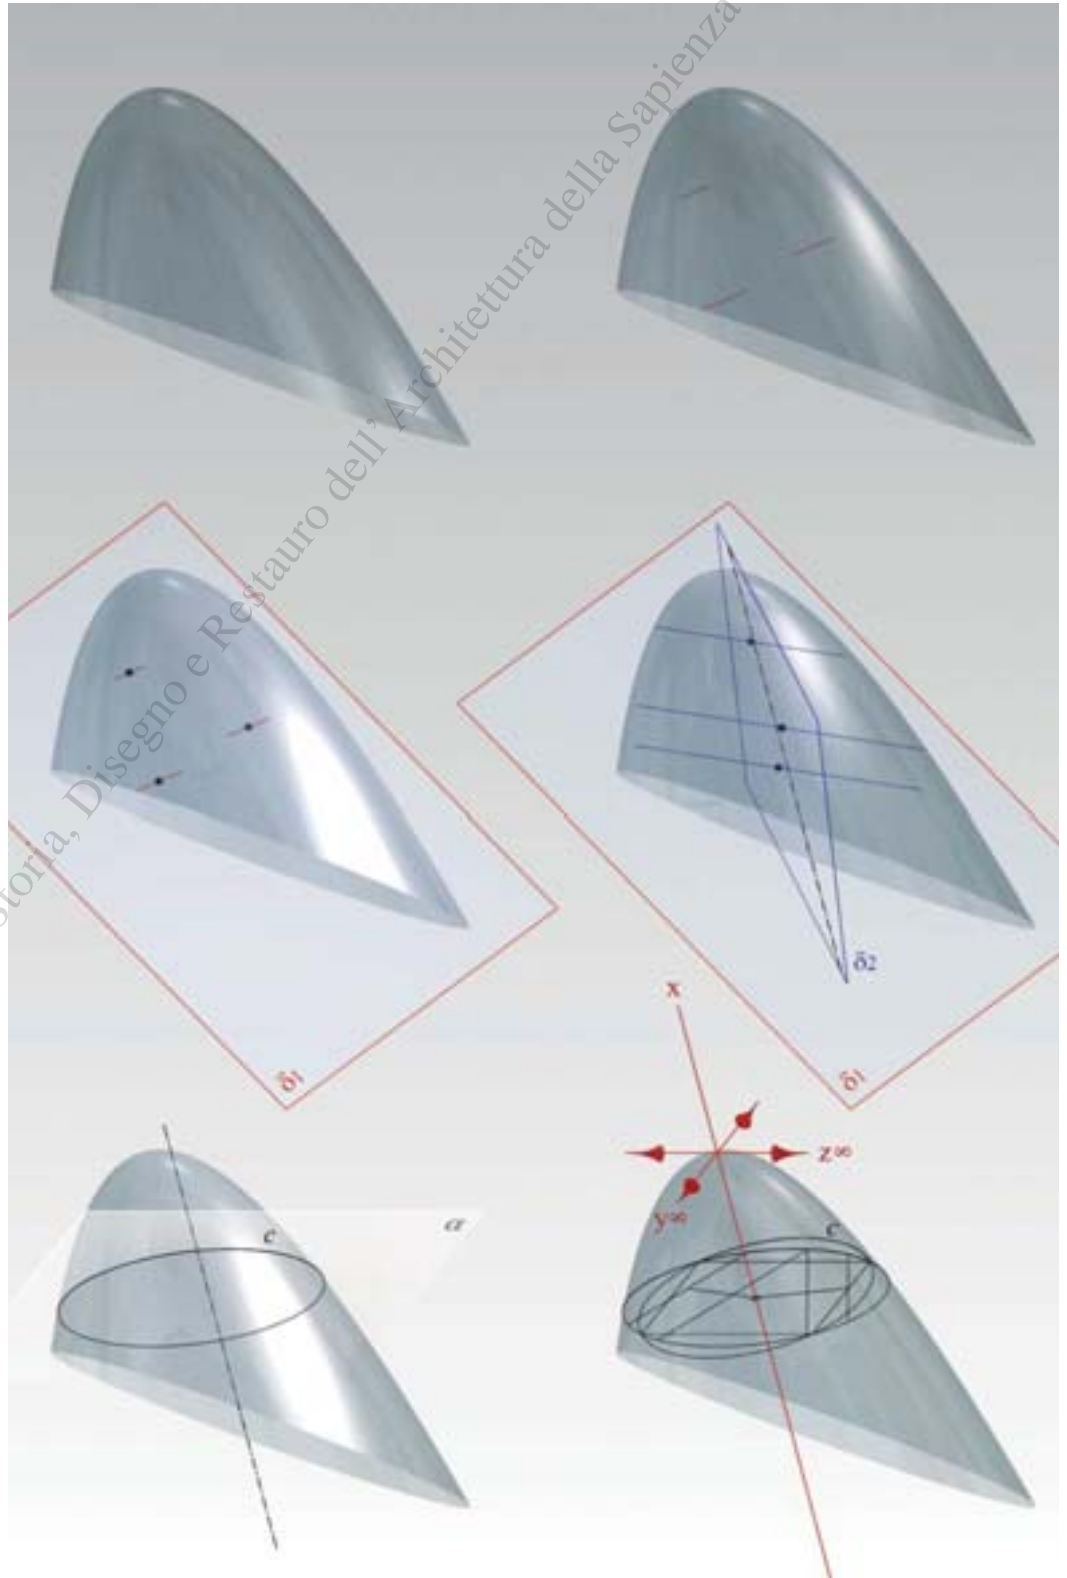 Storia, Disegno e Restauro dell'Architettura della Sapienza
δ2
δ1
δ1
x
z∞
y∞
c
α
c